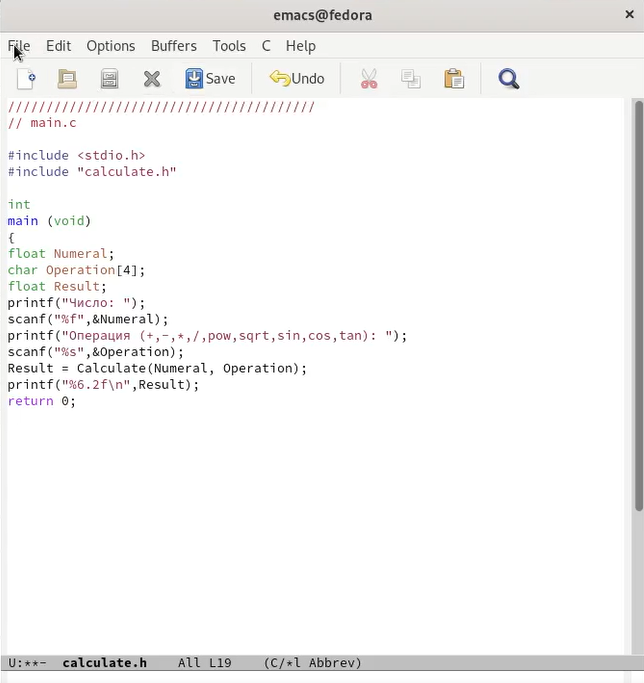 emacs@fedora
File Edit Options Buffers Tools C Help
Save Undo
////////////////////////////////////////
// main.c
#include <stdio.h>
#include "calculate.h"
int
main (void)
{
float Numeral;
char Operation[4];
float Result;
printf("Число: ");
scanf("%f",&Numeral);
printf("Операция (+,-,*,/,pow,sqrt,sin,cos,tan): ");
scanf("%s",&Operation);
Result = Calculate(Numeral, Operation);
printf("%6.2f\n",Result);
return 0;
U:**- calculate.h All L19 (C/*l Abbrev)